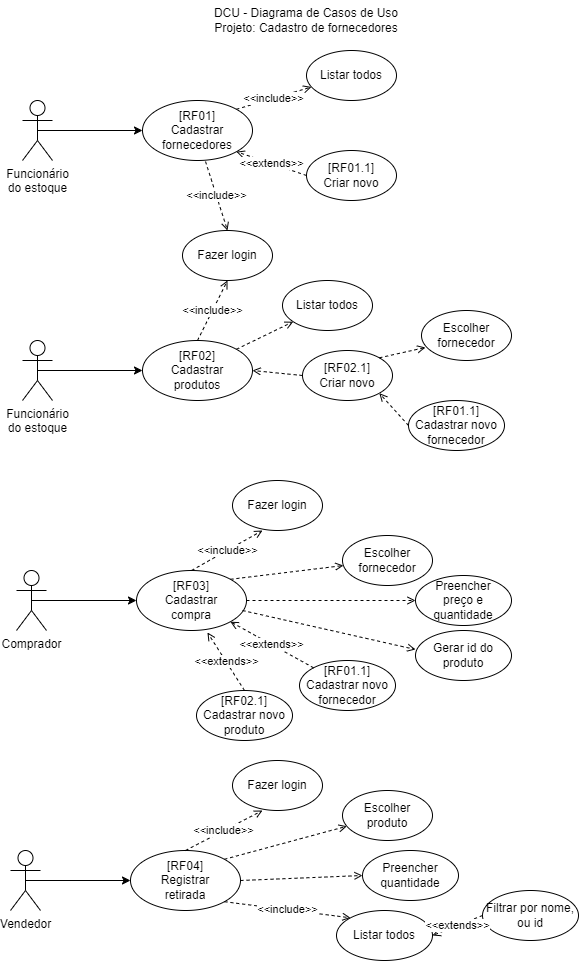 DCU - Diagrama de Casos de Uso
Projeto: Cadastro de fornecedores
Listar todos
<<include>>
[RF01]
Cadastrar
fornecedores
<<extends>>
[RF01.1]
Criar novo
Funcionário
do estoque
<<include>>
Fazer login
<<include>>
Listar todos
Escolher
fornecedor
[RF02]
Cadastrar
produtos
[RF02.1]
Criar novo
Funcionário
do estoque
[RF01.1]
Cadastrar novo
fornecedor
Fazer login
<<include>>
Escolher
fornecedor
[RF03]
Cadastrar
compra
Preencher
preço e
quantidade
Comprador
Gerar id do
produto
<<extends>>
<<extends>>
[RF01.1]
Cadastrar novo
fornecedor
[RF02.1]
Cadastrar novo
produto
Fazer login
<<include>>
Escolher
produto
[RF04]
Registrar
retirada
Preencher
quantidade
Vendedor
<<include>>
Listar todos
<<extends>>
Filtrar por nome,
ou id